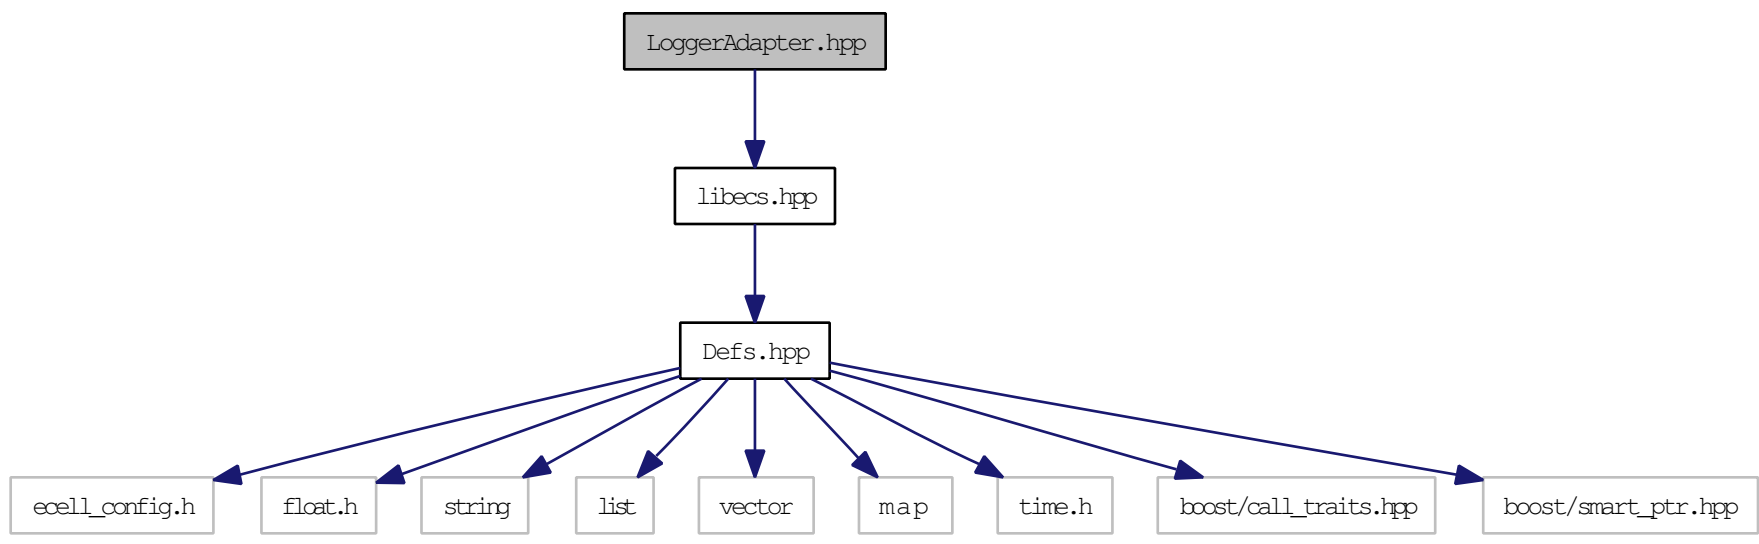 LoggerAdapter.hpp
libecs.hpp
Defs.hpp
ecell_config.h
float.h
string
list
vector
map
time.h
boost/call_traits.hpp
boost/smart_ptr.hpp